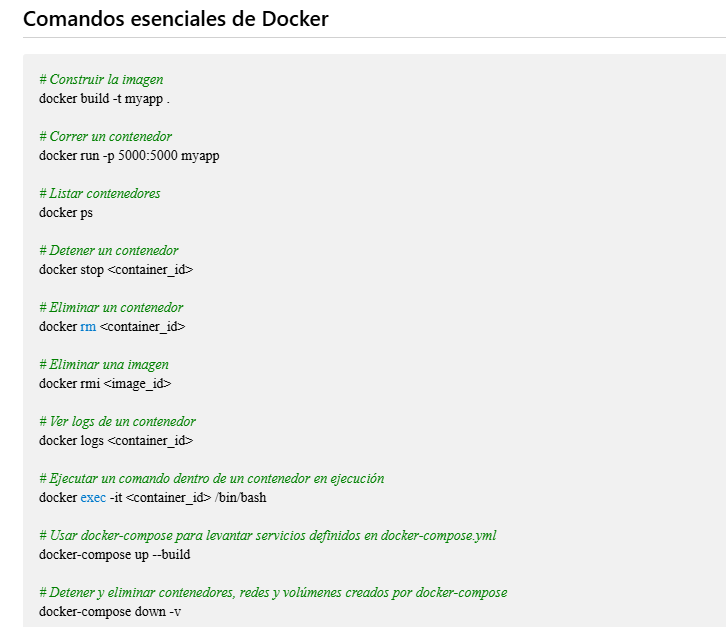 Comandos esenciales de Docker
# Construir la imagen
docker build -t myapp .
# Correr un contenedor
docker run -p 5000:5000 myapp
# Listar contenedores
docker ps
# Detener un contenedor
docker stop <container_id>
# Eliminar un contenedor
docker rm <container_id>
# Eliminar una imagen
docker rmi <image_id>
# Ver logs de un contenedor
docker logs <container_id>
# Ejecutar un comando dentro de un contenedor en ejecución
docker exec -it <container_id> /bin/bash
# Usar docker-compose para levantar servicios definidos en docker-compose.yml
docker-compose up --build
# Detener y eliminar contenedores, redes y volúmenes creados por docker-compose
docker-compose down -v